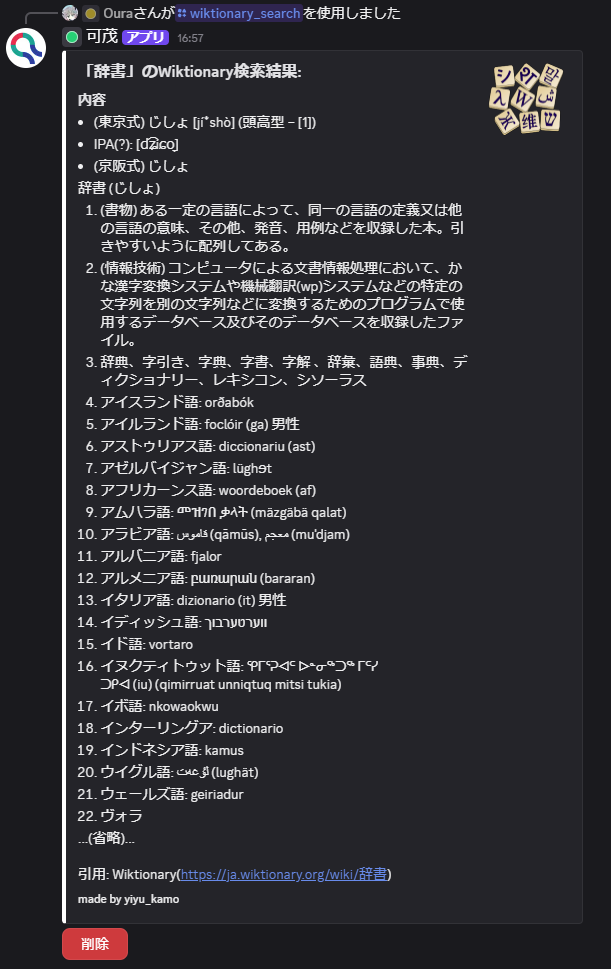 Ouraさんがwiktionary_searchを使用しました
可茂 アプリ 16:57
「辞書」のWiktionary検索結果:
内容
• (東京式) じしょ [jíꜜshò] (頭高型 – [1])
• IPA(?): [d͡ʑiɕo]
• (京阪式) じしょ
辞書 (じしょ)
1. (書物) ある一定の言語によって、同一の言語の定義又は他
の言語の意味、その他、発音、用例などを収録した本。引
きやすいように配列してある。
2. (情報技術) コンピュータによる文書情報処理において、か
な漢字変換システムや機械翻訳(wp)システムなどの特定の
文字列を別の文字列などに変換するためのプログラムで使
用するデータベース及びそのデータベースを収録したファ
イル。
3. 辞典、字引き、字典、字書、字解 、辞彙、語典、事典、デ
ィクショナリー、レキシコン、シソーラス
4. アイスランド語: orðabók
5. アイルランド語: foclóir (ga) 男性
6. アストゥリアス語: diccionariu (ast)
7. アゼルバイジャン語: lüghət
8. アフリカーンス語: woordeboek (af)
9. アムハラ語: መዝገበ ቃላት (mäzgäbä qalat)
10. アラビア語: قاموس (qāmūs), معجم (mu'djam)
11. アルバニア語: fjalor
12. アルメニア語: բառարան (bararan)
13. イタリア語: dizionario (it) 男性
14. イディッシュ語: ווערטערבוך
15. イド語: vortaro
16. イヌクティトゥット語: ᕿᒥᕐᕈᐊᑦ ᐅᓐᓂᖅᑐᖅ ᒥᑦᓯ
ᑐᑭᐊ (iu) (qimirruat unniqtuq mitsi tukia)
17. イボ語: nkowaokwu
18. インターリングア: dictionario
19. インドネシア語: kamus
20. ウイグル語: لۇغەت (lughät)
21. ウェールズ語: geiriadur
22. ヴォラ
...(省略)...
引用: Wiktionary(https://ja.wiktionary.org/wiki/辞書)
made by yiyu_kamo
削除